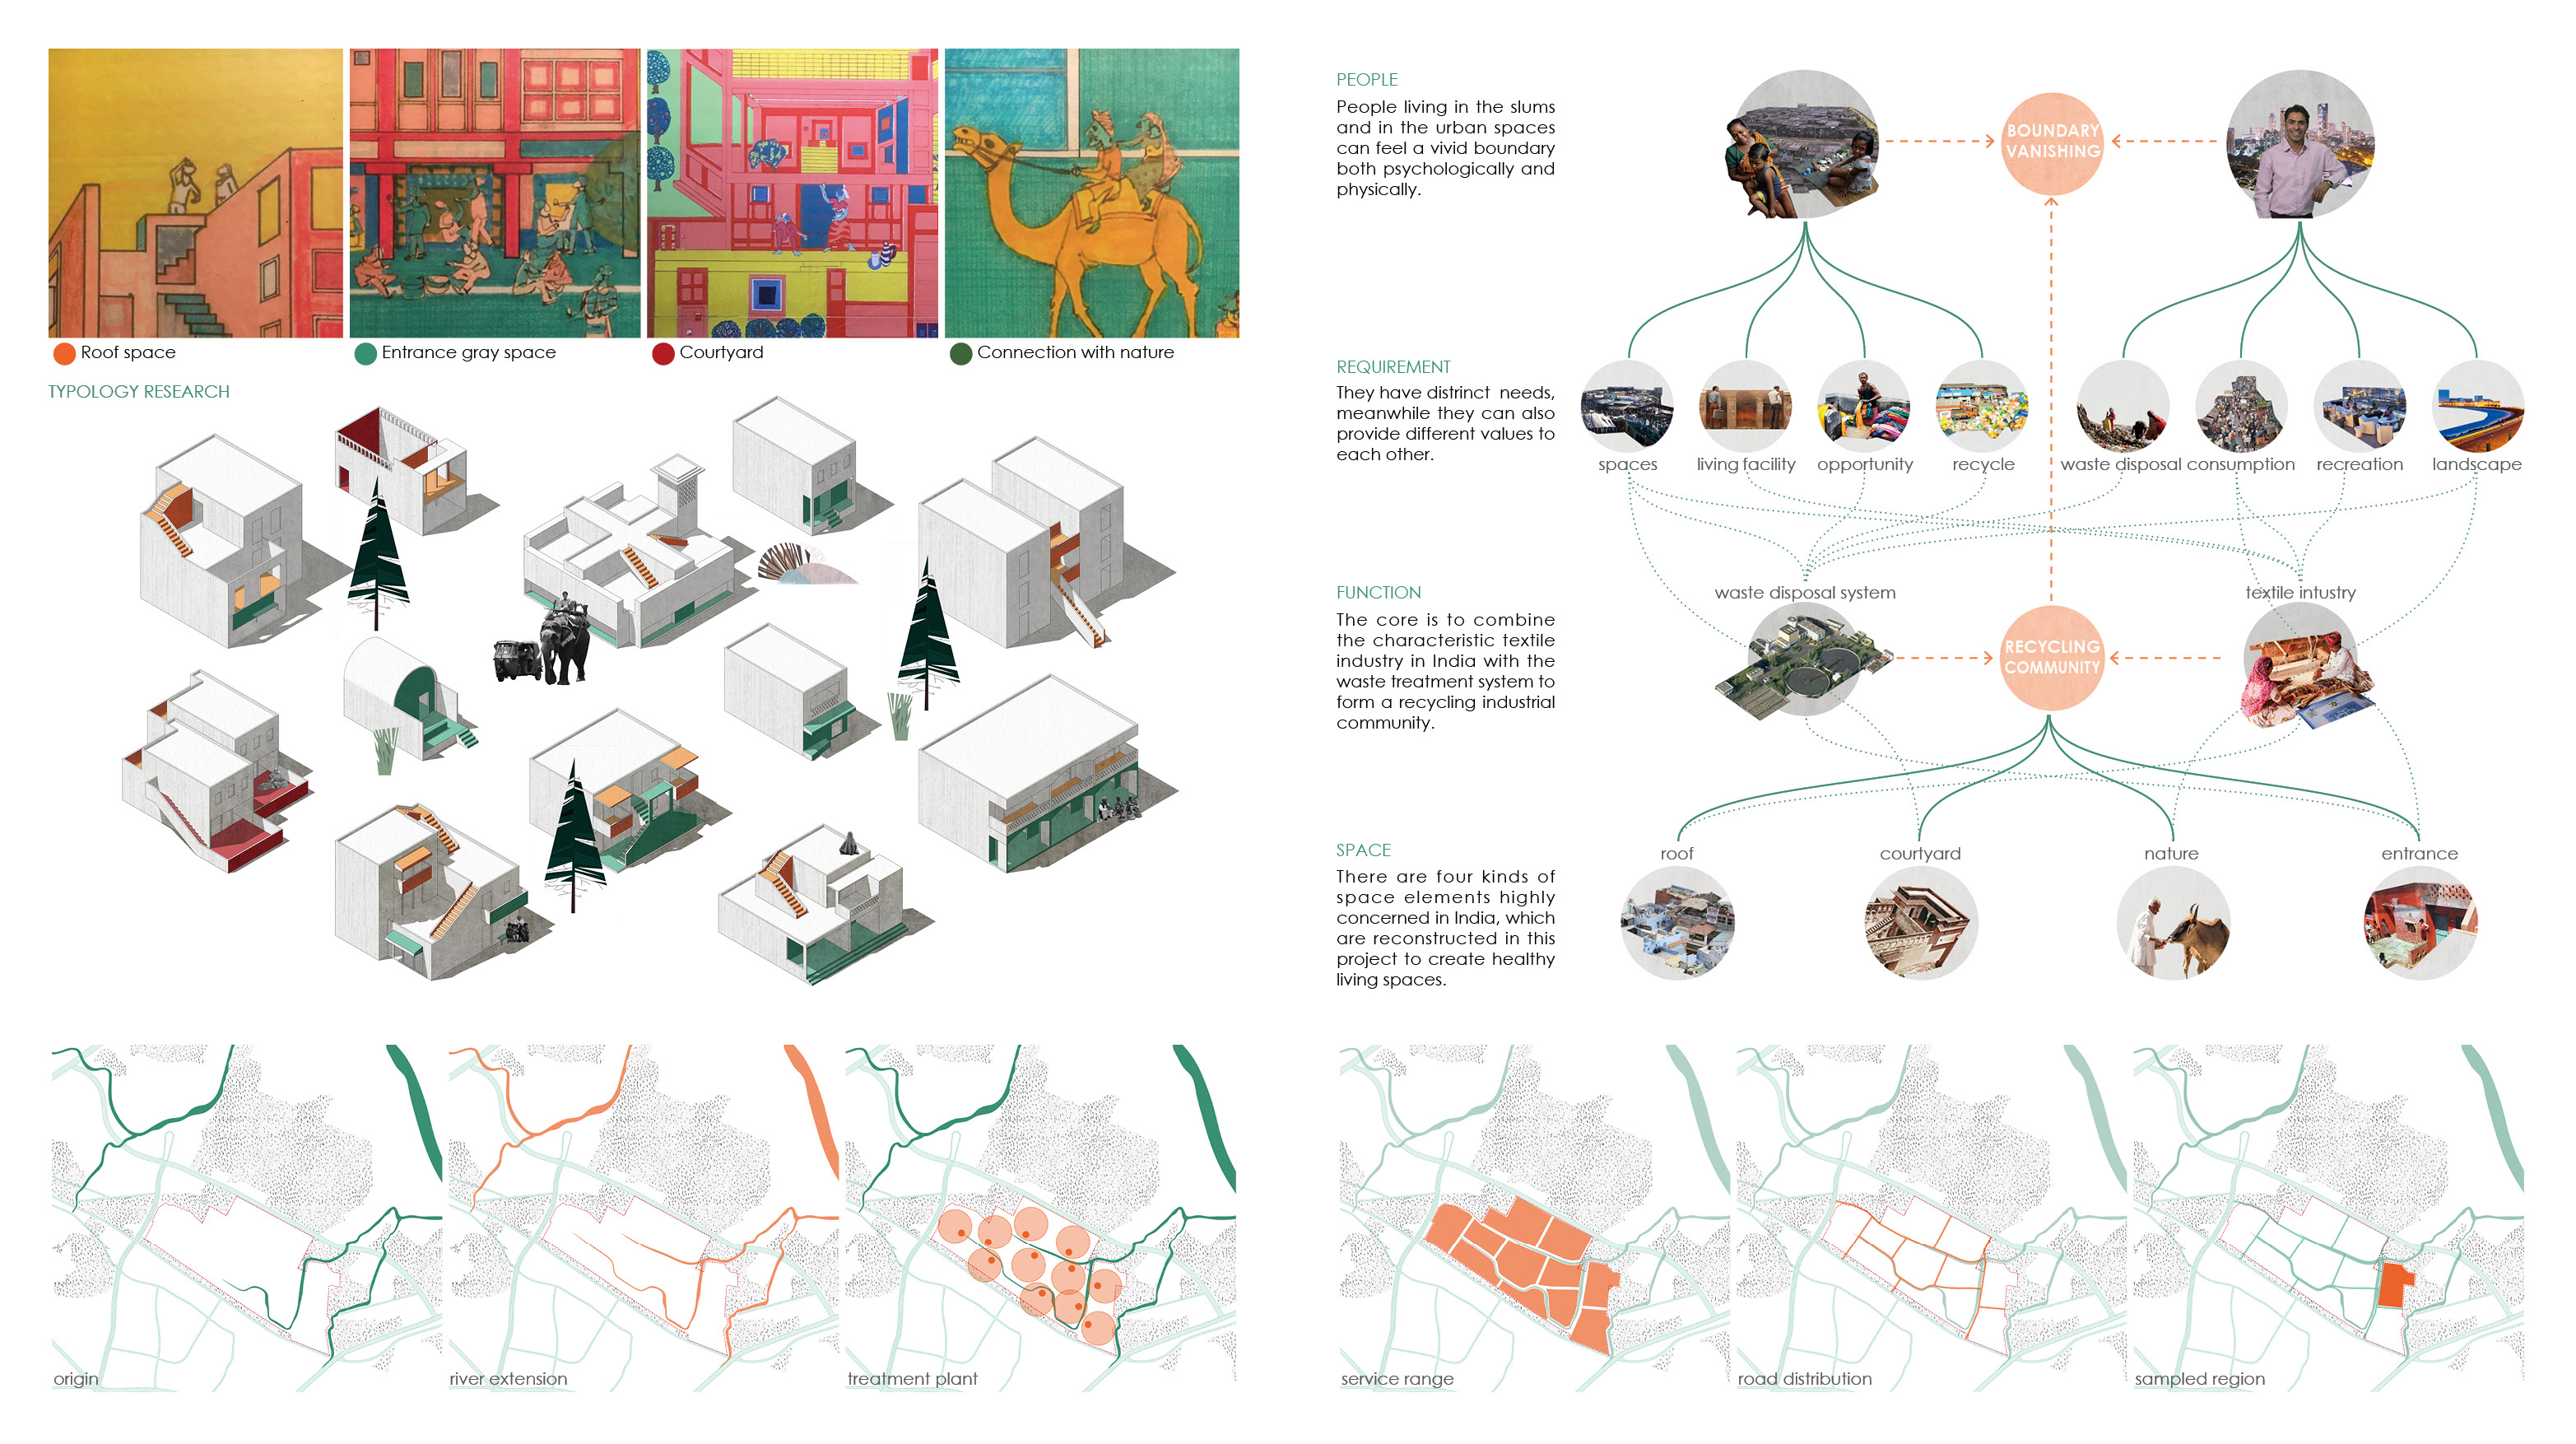 Roof space
Entrance gray space
Courtyard
Connection with nature
TYPOLOGY RESEARCH
origin
river extension
treatment plant
PEOPLE
People living in the slums
and in the urban spaces
can feel a vivid boundary
both psychologically and
physically.
BOUNDARY
VANISHING
REQUIREMENT
They have distrinct needs,
meanwhile they can also
provide different values to
each other.
spaces
living facility
opportunity
recycle
waste disposal
consumption
recreation
landscape
FUNCTION
The core is to combine
the characteristic textile
industry in India with the
waste treatment system to
form a recycling industrial
community.
waste disposal system
textile intustry
RECYCLING
COMMUNITY
SPACE
There are four kinds of
space elements highly
concerned in India, which
are reconstructed in this
project to create healthy
living spaces.
roof
courtyard
nature
entrance
service range
road distribution
sampled region